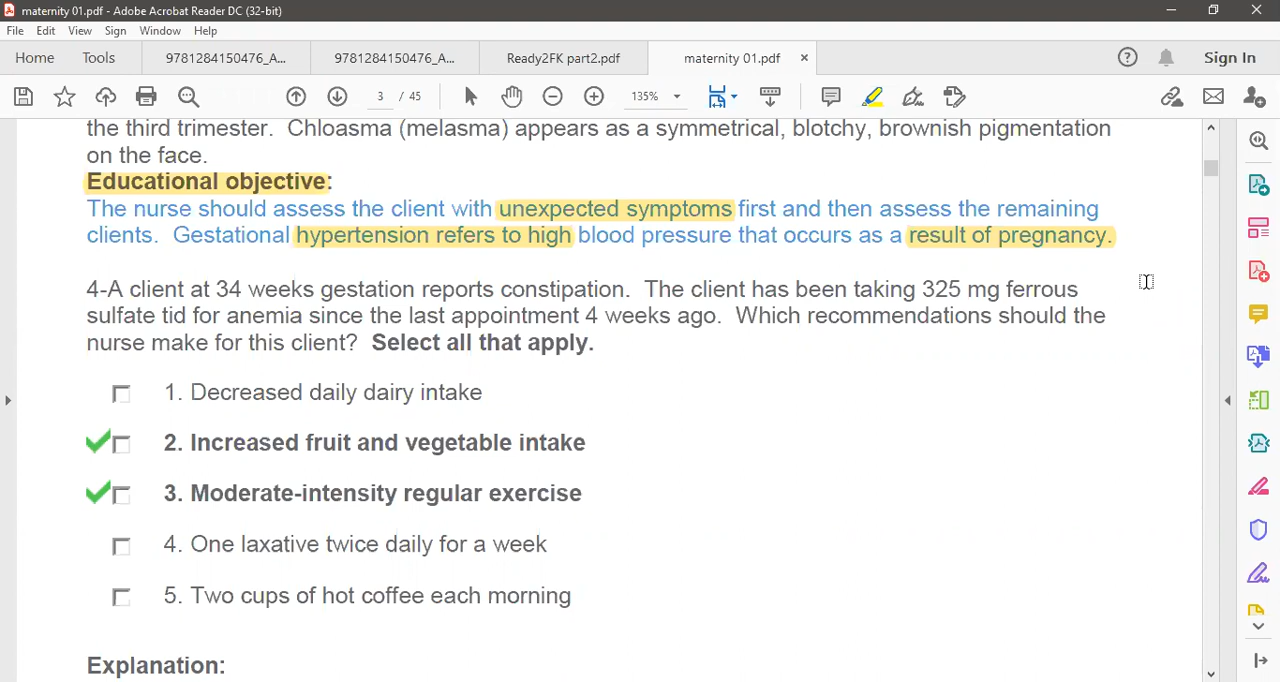 maternity 01.pdf - Adobe Acrobat Reader DC (32-bit)
File Edit View Sign Window Help
Home Tools 9781284150476_A... 9781284150476_A... Ready2FK part2.pdf maternity 01.pdf × Sign In
3 / 45 135%
the third trimester. Chloasma (melasma) appears as a symmetrical, blotchy, brownish pigmentation
on the face.
Educational objective:
The nurse should assess the client with unexpected symptoms first and then assess the remaining
clients. Gestational hypertension refers to high blood pressure that occurs as a result of pregnancy.
4-A client at 34 weeks gestation reports constipation. The client has been taking 325 mg ferrous
sulfate tid for anemia since the last appointment 4 weeks ago. Which recommendations should the
nurse make for this client? Select all that apply.
1. Decreased daily dairy intake
2. Increased fruit and vegetable intake
3. Moderate-intensity regular exercise
4. One laxative twice daily for a week
5. Two cups of hot coffee each morning
Explanation: